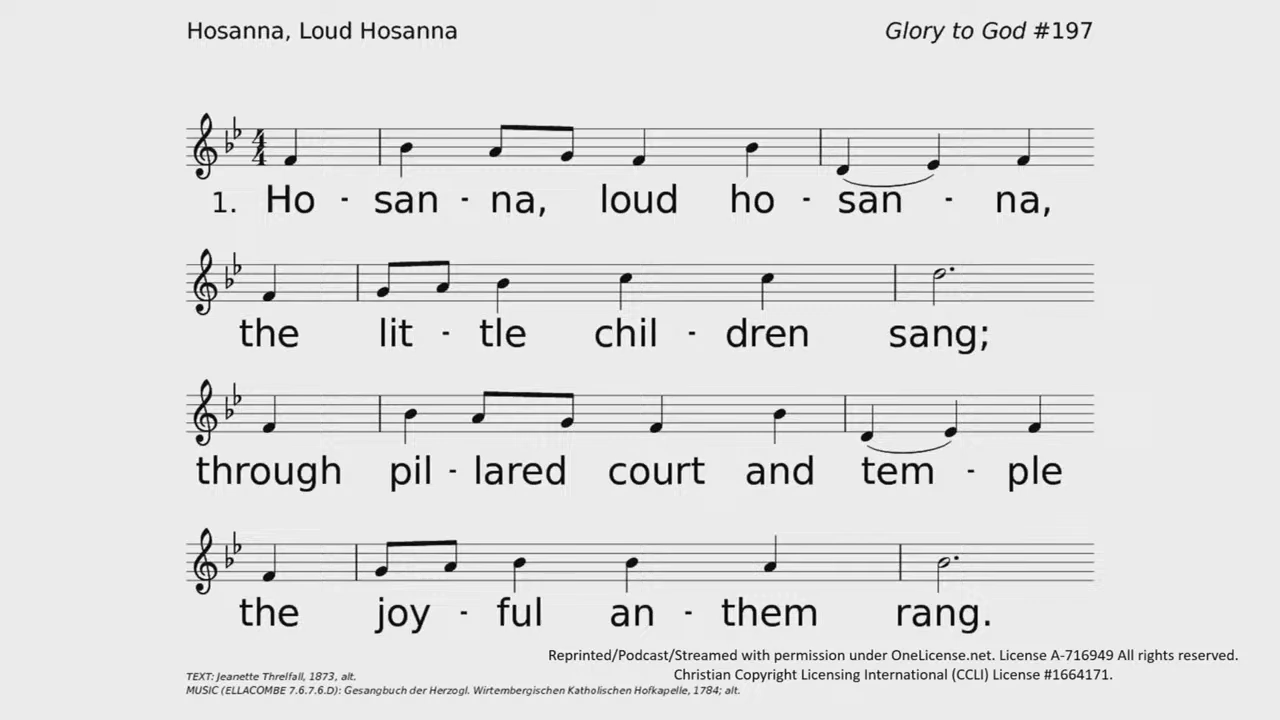 Hosanna, Loud Hosanna
Glory to God #197
4
4
1. Ho - san - na, loud ho - san - na,
the lit - tle chil - dren sang;
through pil - lared court and tem - ple
the joy - ful an - them rang.
Reprinted/Podcast/Streamed with permission under OneLicense.net. License A-716949 All rights reserved.
Christian Copyright Licensing International (CCLI) License #1664171.
TEXT: Jeanette Threlfall, 1873, alt.
MUSIC (ELLACOMBE 7.6.7.6.D): Gesangbuch der Herzogl. Wirtembergischen Katholischen Hofkapelle, 1784; alt.